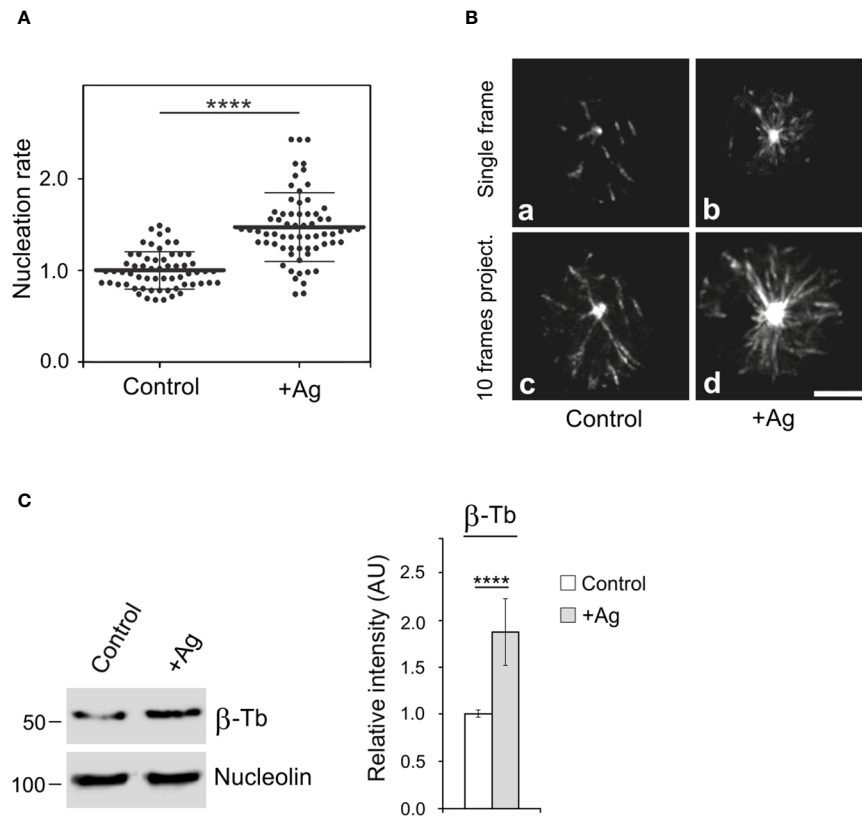 A
Nucleation rate
2.0
1.0
0.0
****
Control
+Ag
B
Single frame
10 frames project.
a
b
c
d
Control
+Ag
C
Control
+Ag
50
β-Tb
100
Nucleolin
β-Tb
Relative intensity (AU)
2.5
2.0
1.5
1.0
0.5
0.0
****
Control
+Ag